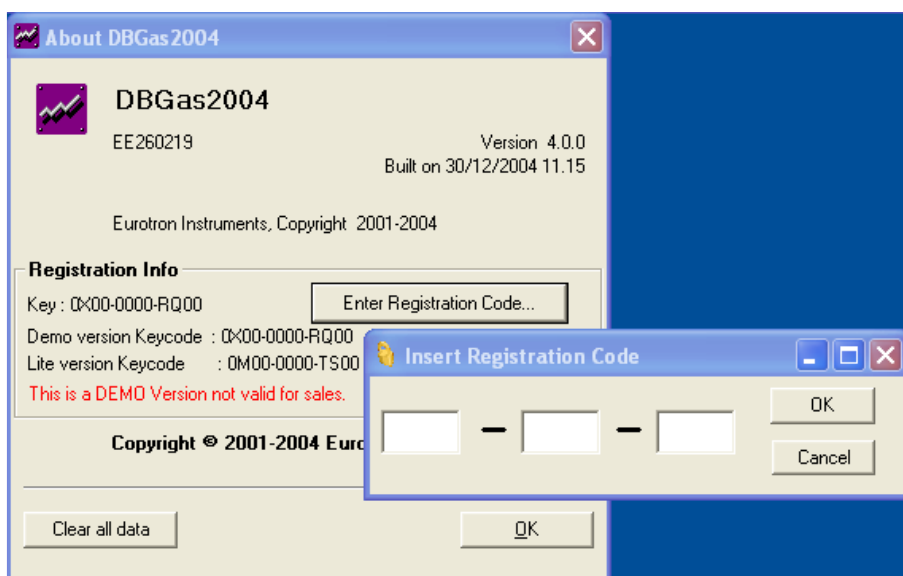 About DBGas2004
DBGas2004
EE260219
Version 4.0.0
Built on 30/12/2004 11.15
Eurotron Instruments, Copyright 2001-2004
Registration Info
Key : 0X00-0000-RQ00
Enter Registration Code...
Demo version Keycode : 0X00-0000-RQ00
Lite version Keycode : 0M00-0000-TS00
This is a DEMO Version not valid for sales.
Copyright © 2001-2004 Euro
Insert Registration Code
OK
Cancel
Clear all data
OK